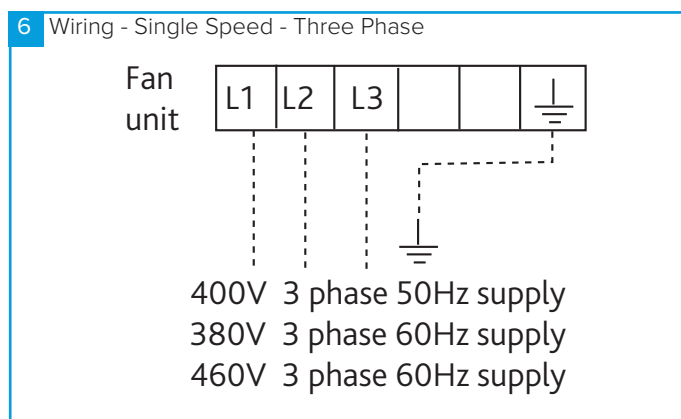 6 Wiring - Single Speed - Three Phase
Fan
unit
L1 L2 L3
400V 3 phase 50Hz supply
380V 3 phase 60Hz supply
460V 3 phase 60Hz supply